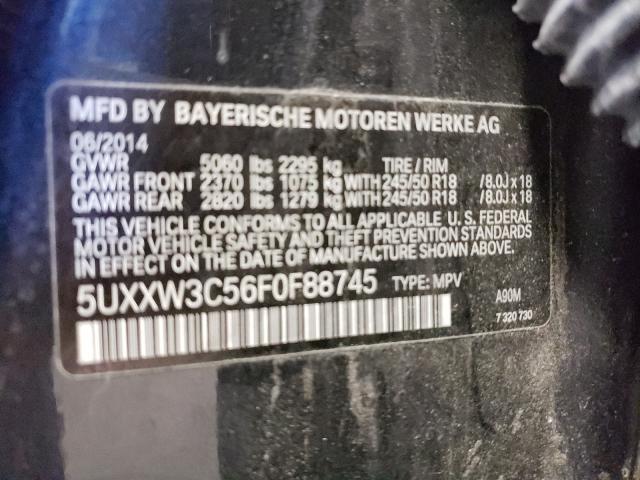 MFD BY BAYERISCHE MOTOREN WERKE AG
06/2014
GVWR 5060 lbs 2295 kg TIRE / RIM
GAWR FRONT 2370 lbs 1075 kg WITH 245/50 R18 /8.0J x 18
GAWR REAR 2820 lbs 1279 kg WITH 245/50 R18 /8.0J x 18
THIS VEHICLE CONFORMS TO ALL APPLICABLE U. S. FEDERAL
MOTOR VEHICLE SAFETY AND THEFT PREVENTION STANDARDS
IN EFFECT ON THE DATE OF MANUFACTURE SHOWN ABOVE.
5UXXW3C56F0F88745 TYPE: MPV
A90M
7 320 730